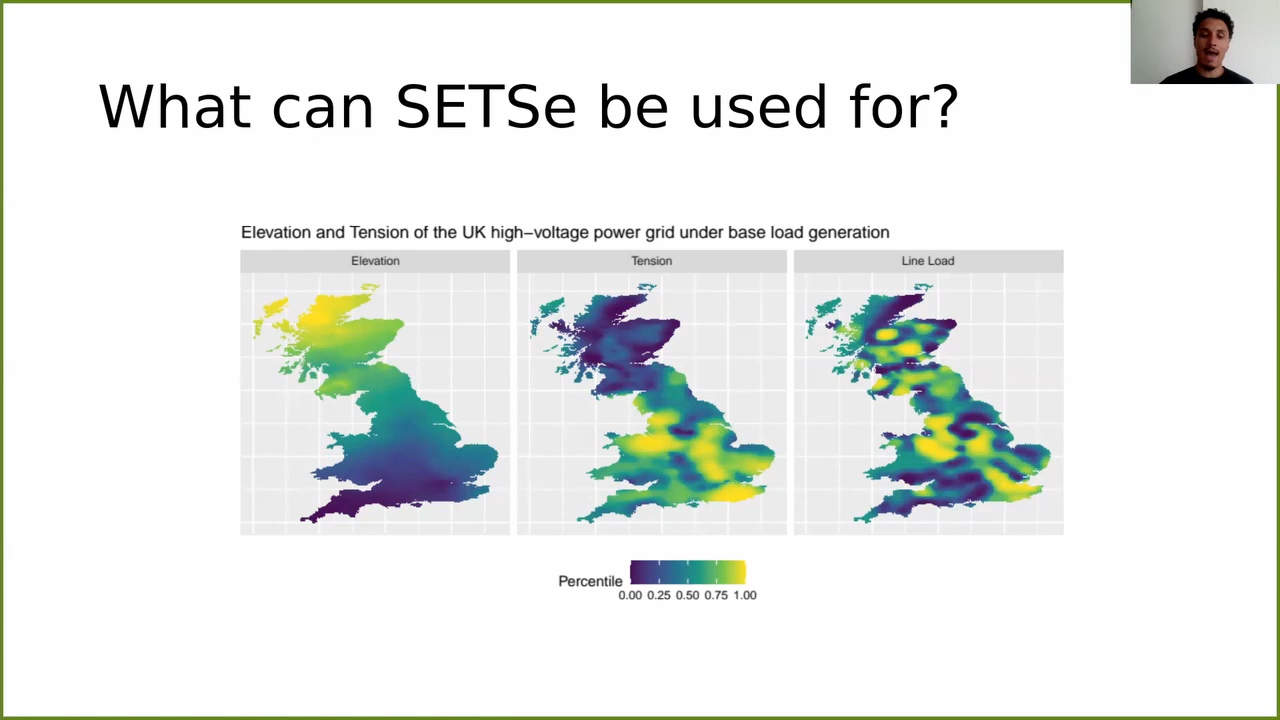 What can SETSe be used for?
Elevation and Tension of the UK high−voltage power grid under base load generation
Elevation
Tension
Line Load
Percentile
0.00 0.25 0.50 0.75 1.00